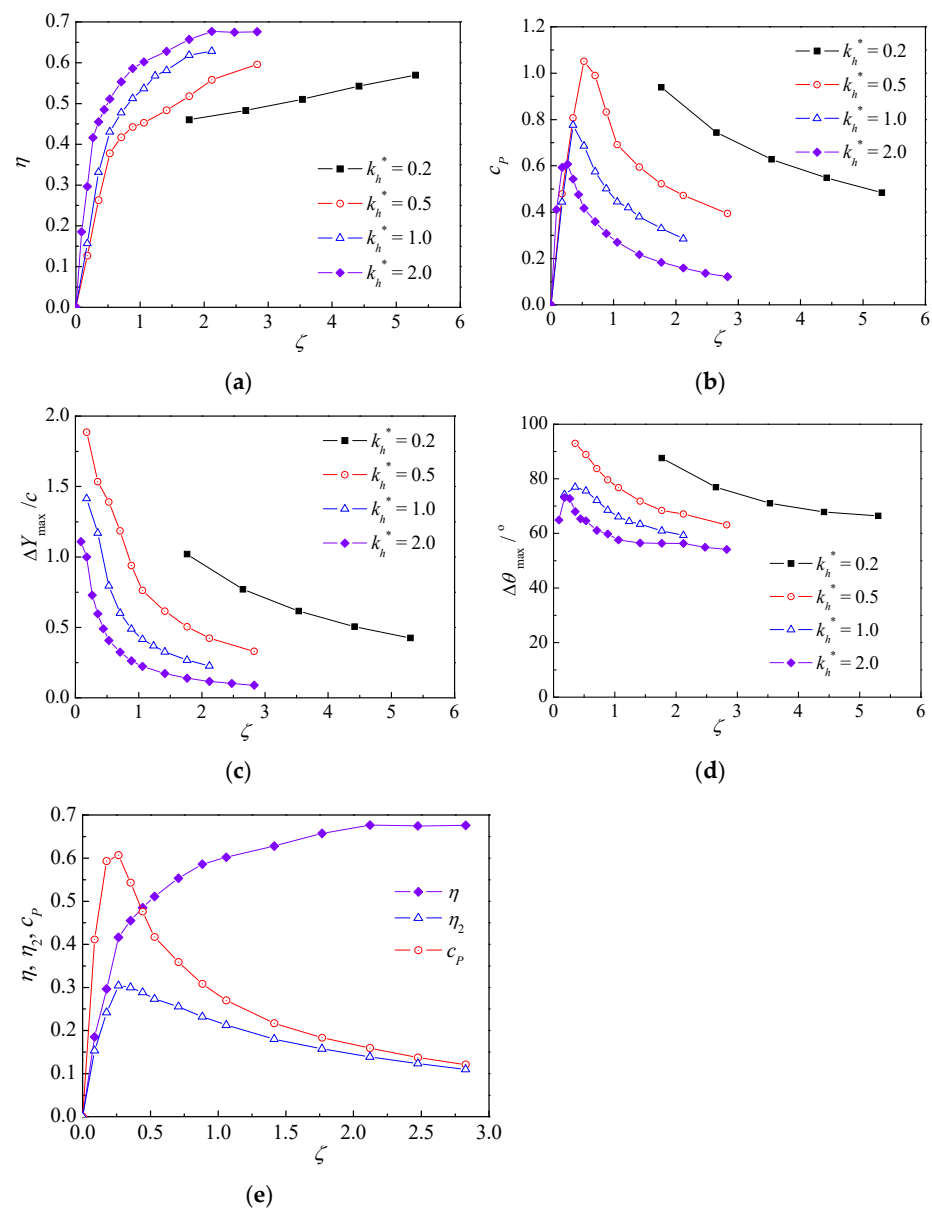 0.7
0.6
0.5
0.4
0.3
0.2
0.1
0.0
η
k_h^* = 0.2
k_h^* = 0.5
k_h^* = 1.0
k_h^* = 2.0
0 1 2 3 4 5 6
ζ
(a)
1.2
1.0
0.8
0.6
0.4
0.2
0.0
c_P
k_h^* = 0.2
k_h^* = 0.5
k_h^* = 1.0
k_h^* = 2.0
0 1 2 3 4 5 6
ζ
(b)
2.0
1.5
1.0
0.5
0.0
ΔY_max/c
k_h^* = 0.2
k_h^* = 0.5
k_h^* = 1.0
k_h^* = 2.0
0 1 2 3 4 5 6
ζ
(c)
100
80
60
40
20
0
Δθ_max/°
k_h^* = 0.2
k_h^* = 0.5
k_h^* = 1.0
k_h^* = 2.0
0 1 2 3 4 5 6
ζ
(d)
0.7
0.6
0.5
0.4
0.3
0.2
0.1
0.0
η, η_2, c_P
η
η_2
c_P
0.0 0.5 1.0 1.5 2.0 2.5 3.0
ζ
(e)